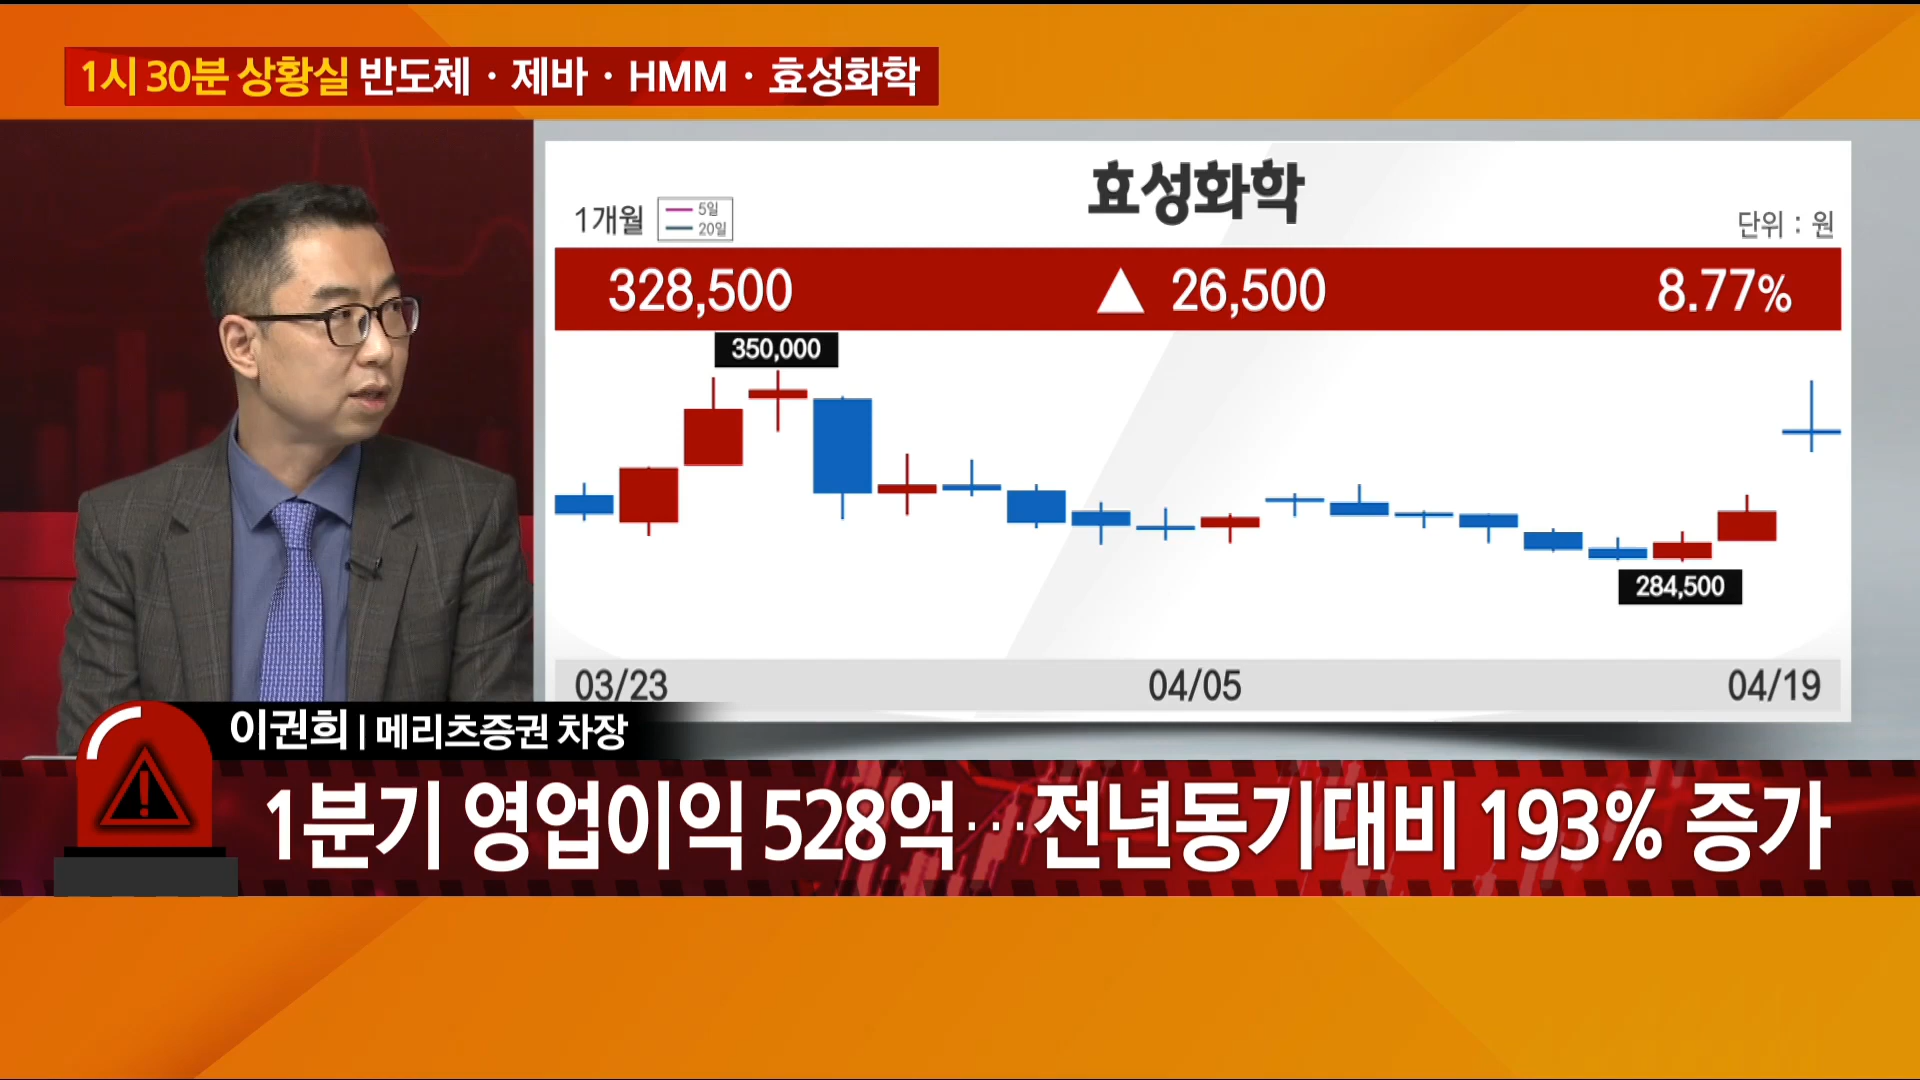 1시 30분 상황실 반도체 · 제바 · HMM · 효성화학
효성화학
1개월
5일
20일
단위 : 원
328,500 ▲ 26,500 8.77%
350,000
284,500
03/23 04/05 04/19
이권희 | 메리츠증권 차장
1분기 영업이익 528억…전년동기대비 193% 증가